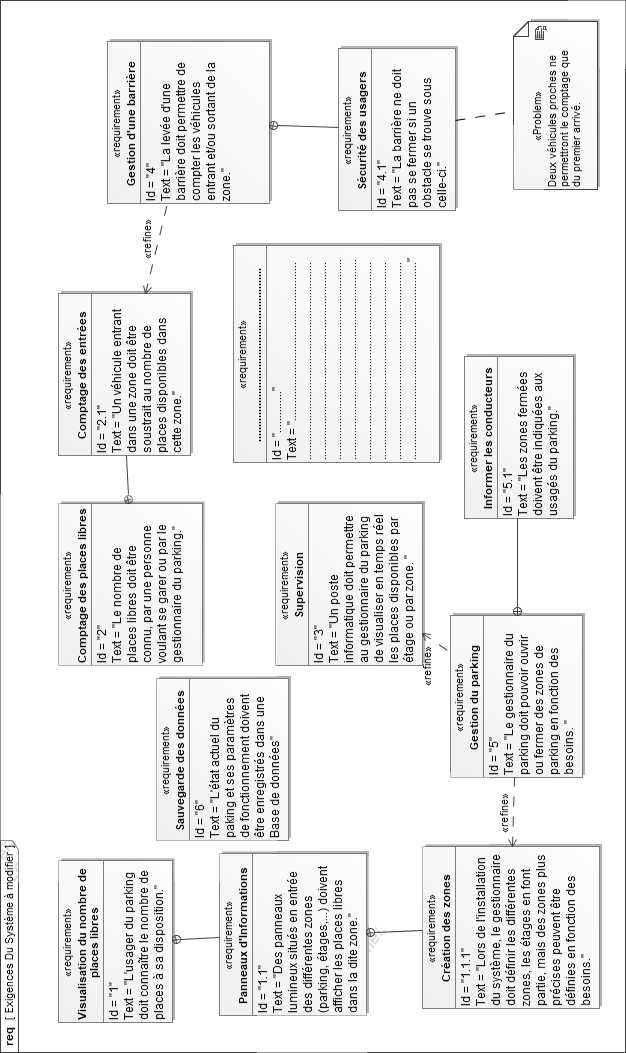 req [ Exigences Du Système à modifier ]
«requirement»
Visualisation du nombre de
places libres
Id = "1"
Text = "L'usager du parking
doit connaître le nombre de
places à sa disposition."
«requirement»
Panneaux d'Informations
Id = "1.1"
Text = "Des panneaux
lumineux situés en entrée
des différentes zones
(parking, étages,...) doivent
afficher les places libres
dans la dite zone."
«requirement»
Création des zones
Id = "1.1.1"
Text = "Lors de l'installation
du système, le gestionnaire
doit définir les différentes
zones, les étages en font
partie, mais des zones plus
précises peuvent être
définies en fonction des
besoins."
«requirement»
Sauvegarde des données
Id = "6"
Text = "L'état actuel du
paking et ses paramètres
de fonctionnement doivent
être enregistrés dans une
Base de données"
«refine»
«requirement»
Comptage des places libres
Id = "2"
Text = "Le nombre de
places libres doit être
connu, par une personne
voulant se garer ou par le
gestionnaire du parking."
«requirement»
Supervision
Id = "3"
Text = "Un poste
informatique doit permettre
au gestionnaire du parking
de visualiser en temps réel
les places disponibles par
étage ou par zone. "
«refine»
«requirement»
Gestion du parking
Id = "5"
Text = "Le gestionnaire du
parking doit pouvoir ouvrir
ou fermer des zones de
parking en fonction des
besoins. "
«requirement»
Comptage des entrées
Id = "2.1"
Text = "Un véhicule entrant
dans une zone doit être
soustrait au nombre de
places disponibles dans
cette zone."
«requirement»
Id = " .......... "
Text = "
"
«requirement»
Informer les conducteurs
Id = "5.1"
Text = "Les zones fermées
doivent être indiquées aux
usagés du parking."
«refine»
«requirement»
Gestion d'une barrière
Id = "4"
Text = "La levée d'une
barrière doit permettre de
compter les véhicules
entrant et/ou sortant de la
zone."
«requirement»
Sécurité des usagers
Id = "4.1"
Text = "La barrière ne doit
pas se fermer si un
obstacle se trouve sous
celle-ci."
«Problem»
Deux véhicules proches ne
permettront le comptage que
du premier arrivé.